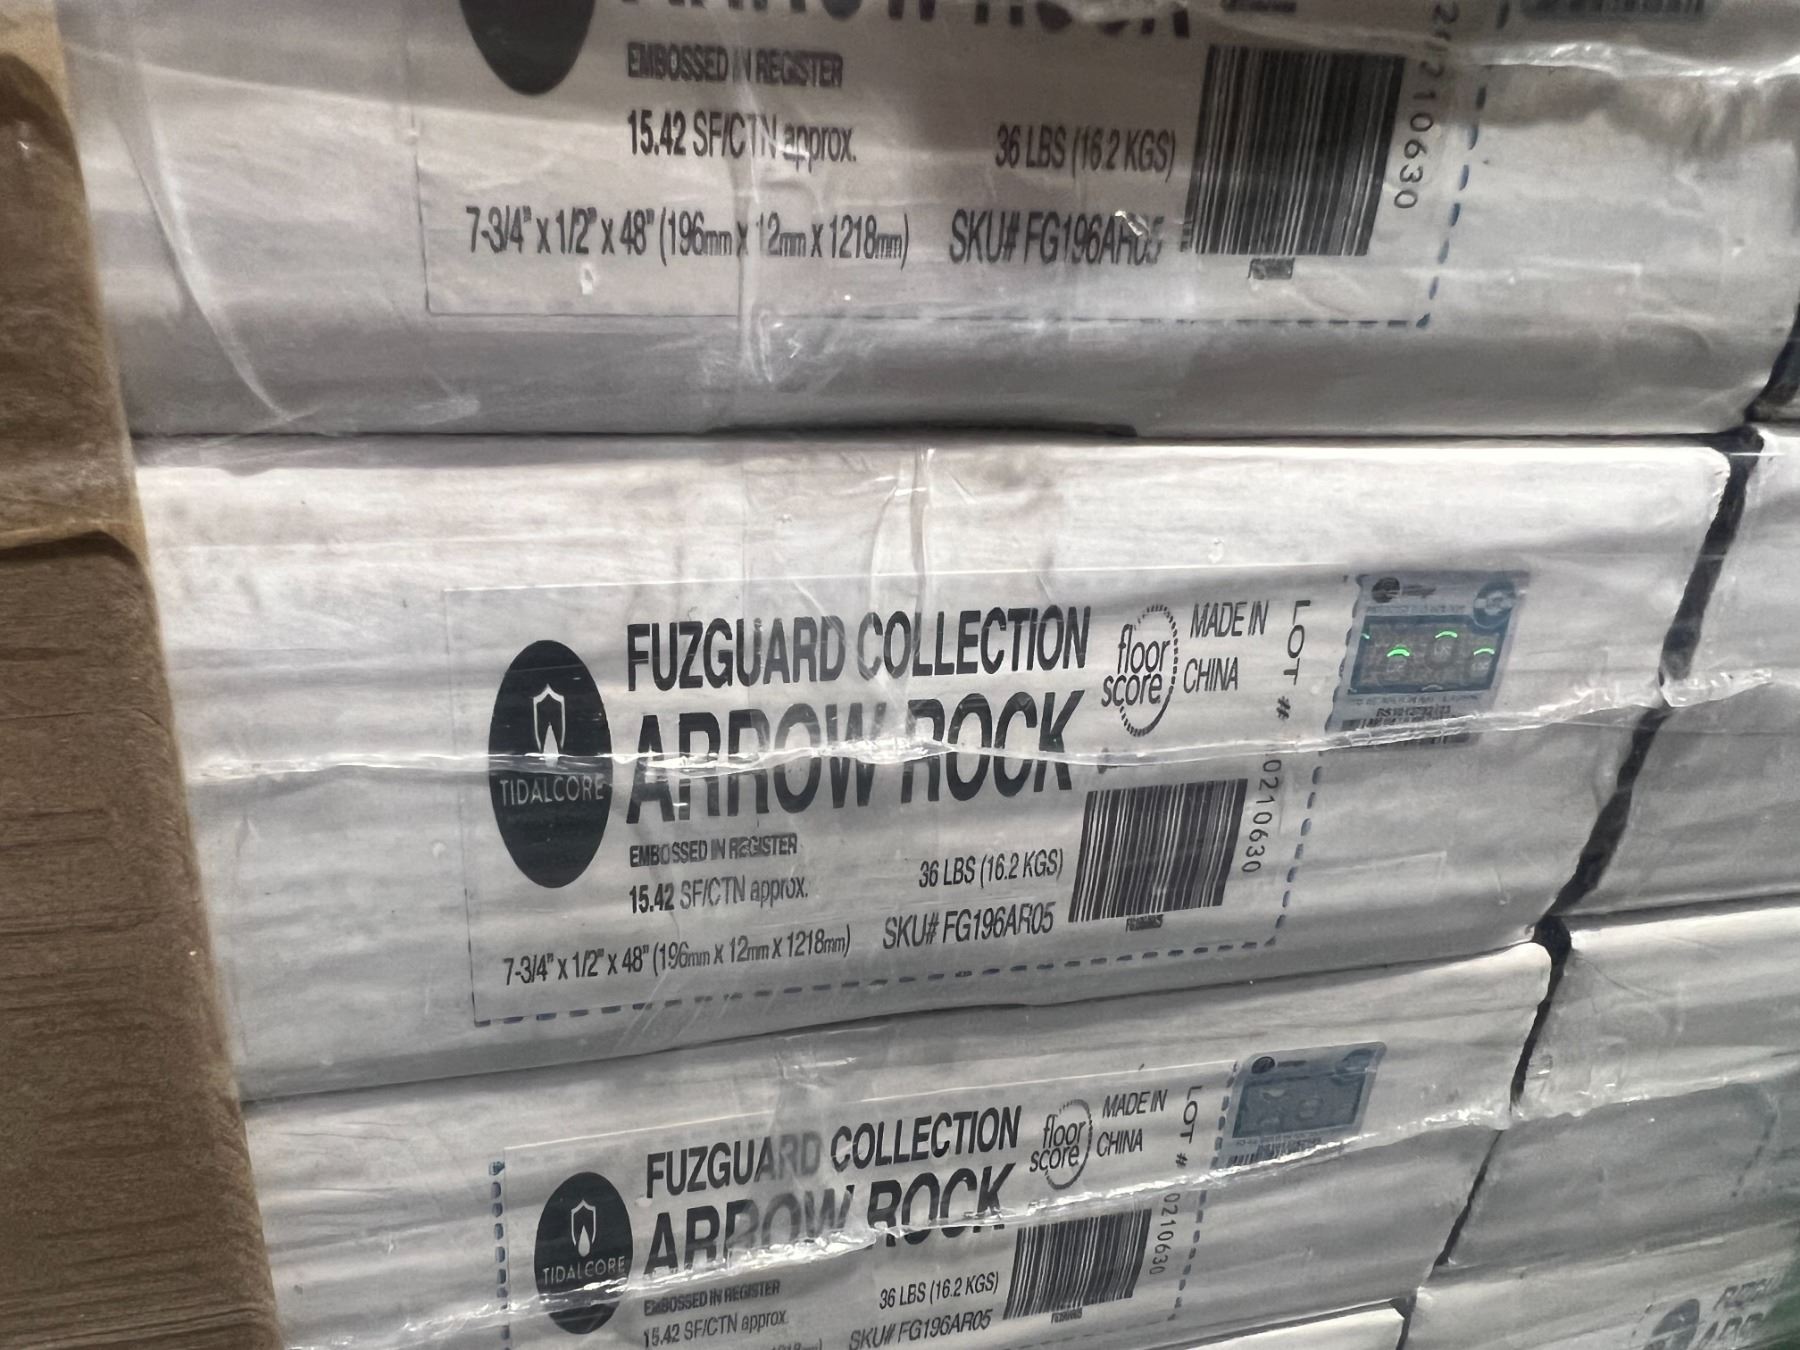 EMBOSSED IN REGISTER
15.42 SF/CTN approx.
36 LBS (16.2 KGS)
7-3/4" x 1/2" x 48" (196mm x 12mm x 1218mm)
SKU# FG196AR05
210630
FUZGUARD COLLECTION
ARROW ROCK
TIDALCORE
EMBOSSED IN REGISTER
15.42 SF/CTN approx.
7-3/4" x 1/2" x 48" (196mm x 12mm x 1218mm)
36 LBS (16.2 KGS)
SKU# FG196AR05
floor
score
MADE IN
CHINA
LOT # 0210630
FUZGUARD COLLECTION
ARROW ROCK
TIDALCORE
EMBOSSED IN REGISTER
15.42 SF/CTN approx.
36 LBS (16.2 KGS)
SKU# FG196AR05
floor
score
MADE IN
CHINA
LOT # 0210630